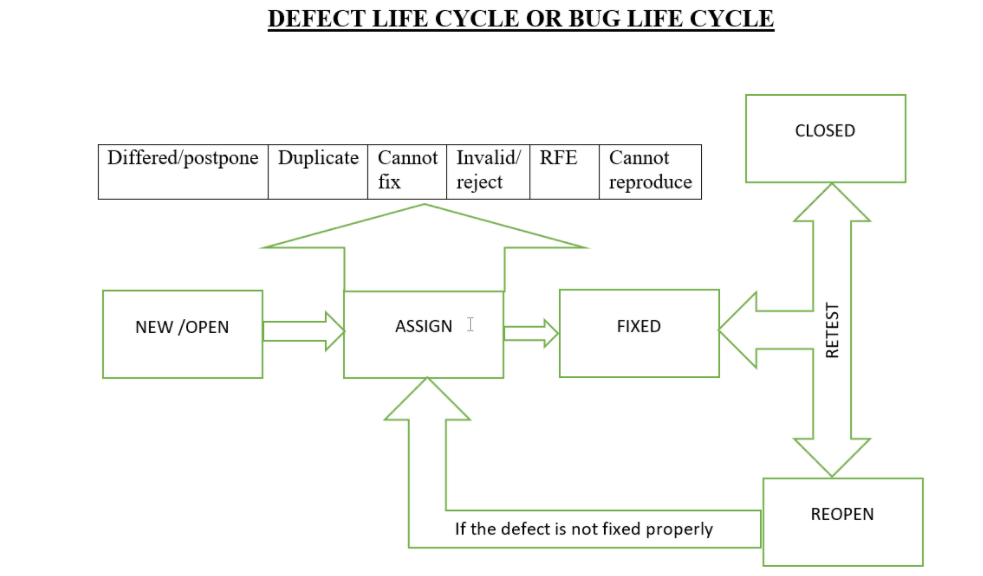 DEFECT LIFE CYCLE OR BUG LIFE CYCLE
CLOSED
Differed/postpone
Duplicate
Cannot
fix
Invalid/
reject
RFE
Cannot
reproduce
NEW /OPEN
ASSIGN
FIXED
RETEST
REOPEN
If the defect is not fixed properly